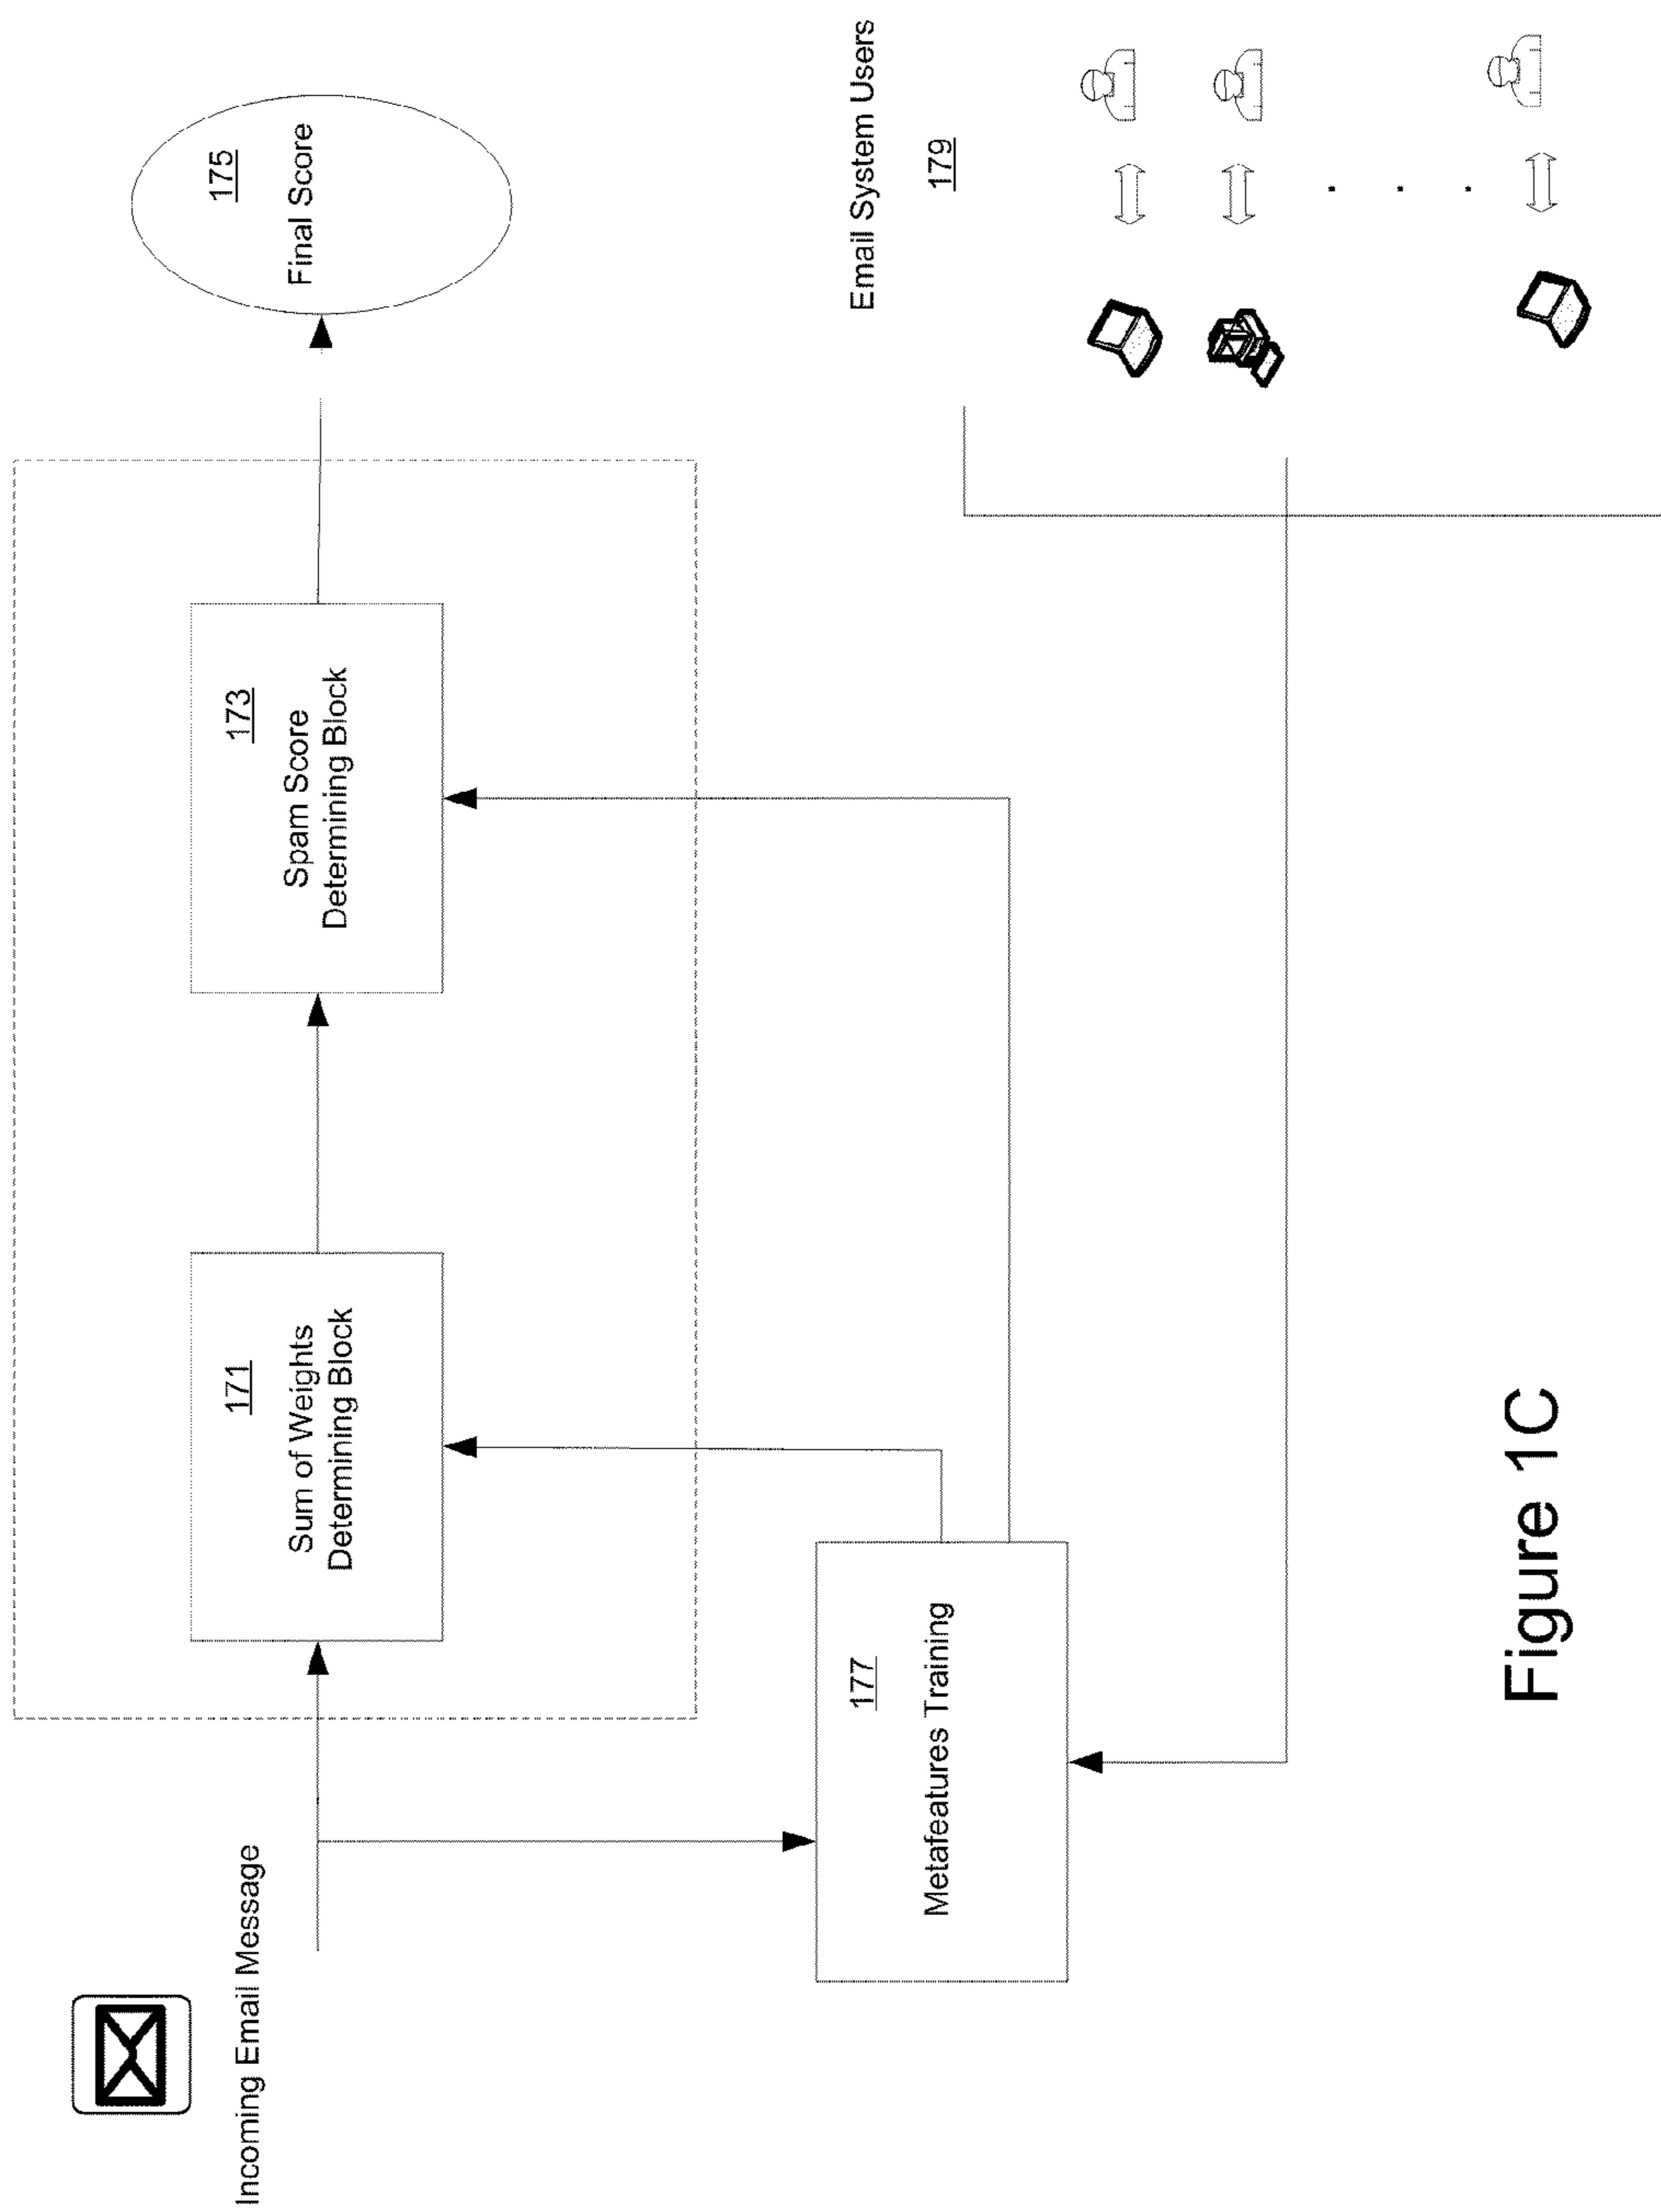 Incoming Email Message
171
Sum of Weights
Determining Block
173
Spam Score
Determining Block
175
Final Score
177
Metafeatures Training
Email System Users
179
Figure 1C